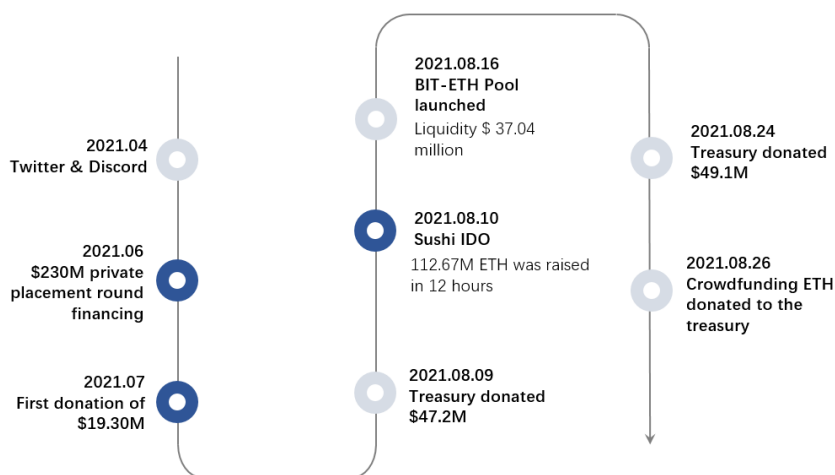 2021.04
Twitter & Discord
2021.06
$230M private
placement round
financing
2021.07
First donation of
$19.30M
2021.08.09
Treasury donated
$47.2M
2021.08.10
Sushi IDO
112.67M ETH was raised
in 12 hours
2021.08.16
BIT-ETH Pool
launched
Liquidity $ 37.04
million
2021.08.24
Treasury donated
$49.1M
2021.08.26
Crowdfunding ETH
donated to the
treasury